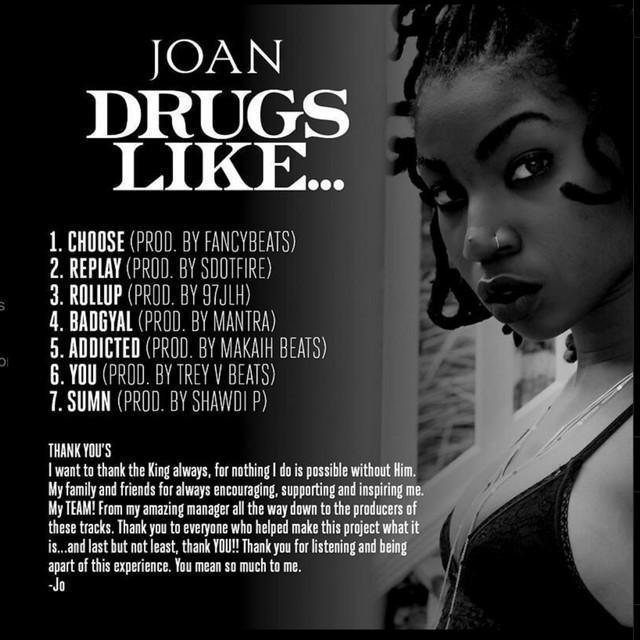 JOAN
DRUGS
LIKE...
1. CHOOSE (PROD. BY FANCYBEATS)
2. REPLAY (PROD. BY SDOTFIRE)
3. ROLLUP (PROD. BY 97JLH)
4. BADGYAL (PROD. BY MANTRA)
5. ADDICTED (PROD. BY MAKAIH BEATS)
6. YOU (PROD. BY TREY V BEATS)
7. SUMN (PROD. BY SHAWDI P)
THANK YOU'S
I want to thank the King always, for nothing I do is possible without Him.
My family and friends for always encouraging, supporting and inspiring me.
My TEAM! From my amazing manager all the way down to the producers of
these tracks. Thank you to everyone who helped make this project what it
is...and last but not least, thank YOU!! Thank you for listening and being
apart of this experience. You mean so much to me.
-Jo